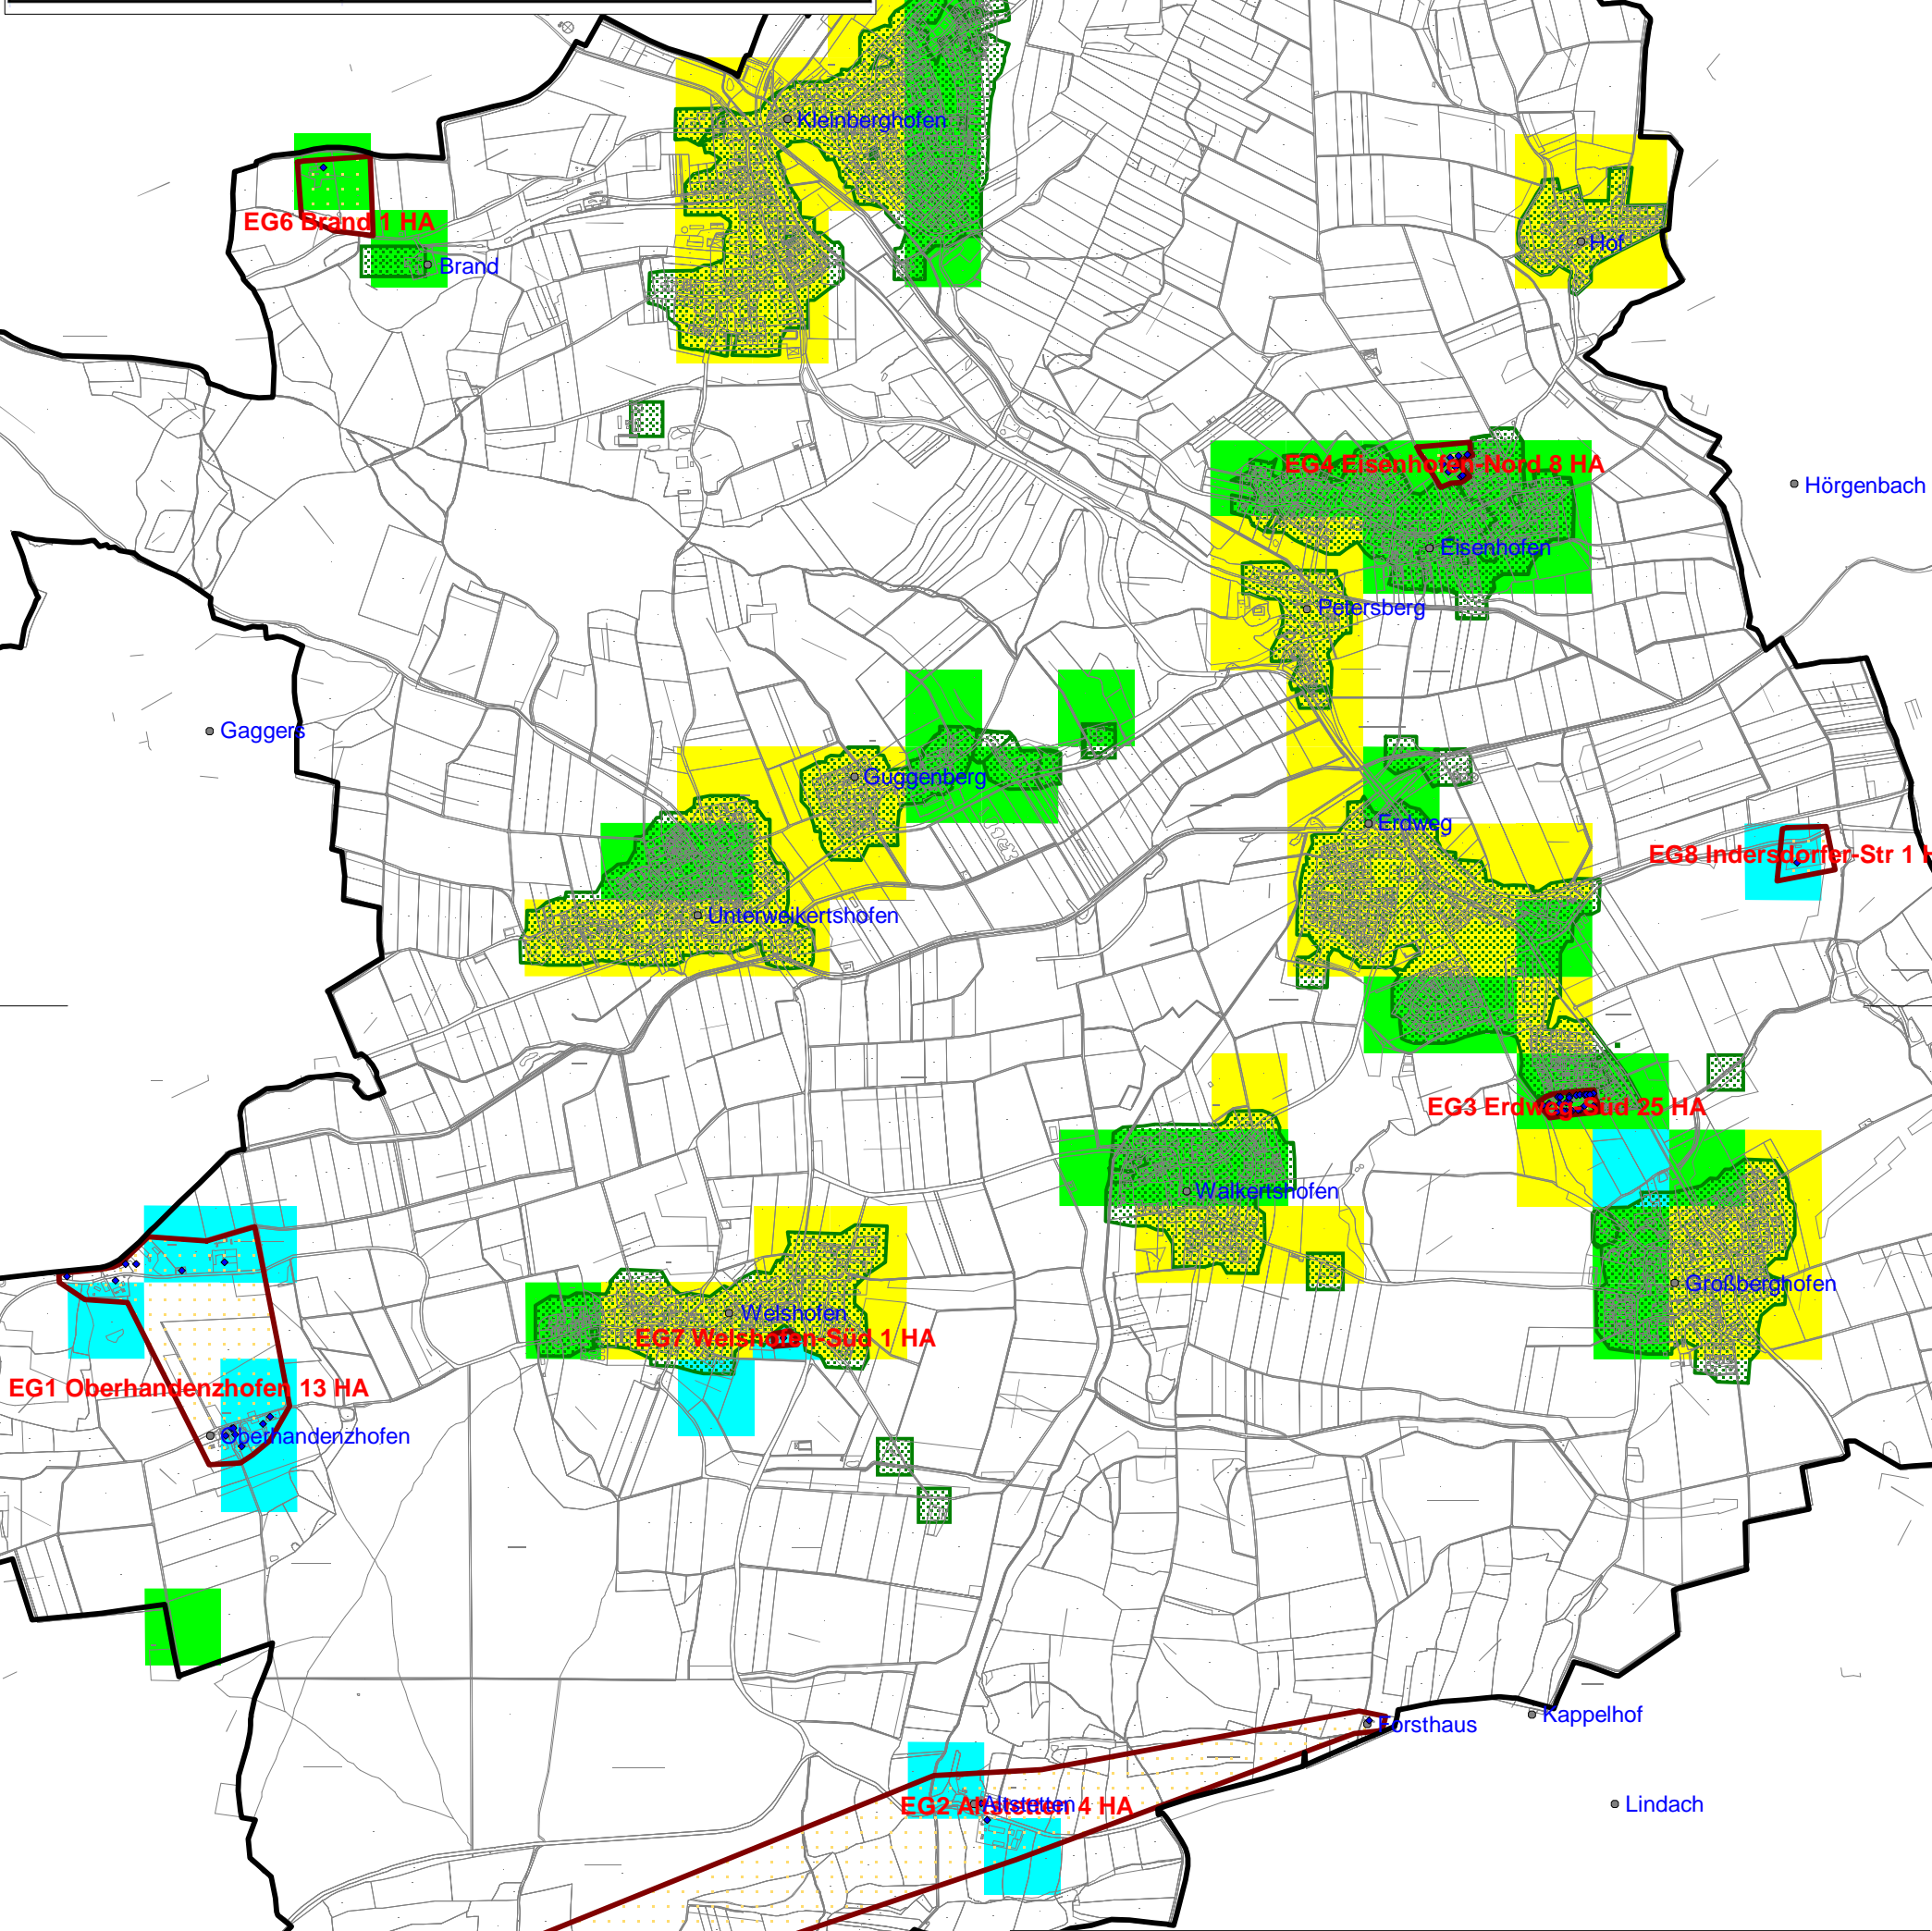 Kleinberghofen
EG6 Brand 1 HA
Hof
Brand
EG4 Eisenhofen-Nord 8 HA
Hörgenbach
Eisenhofen
Petersberg
Gaggers
Guggenberg
Erdweg
EG8 Indersdorfer-Str 1 H
Unterweikertshofen
EG3 Erdweg-Süd 25 HA
Walkertshofen
Großberghofen
Welshofen
EG7 Welshofen-Süd 1 HA
EG1 Oberhandenzhofen 13 HA
Oberhandenzhofen
Kappelhof
Forsthaus
EG2 Altstetten 4 HA
Altstetten
Lindach